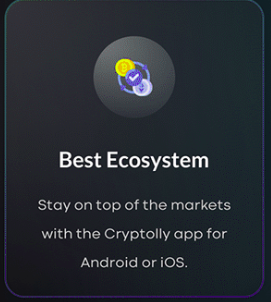 Best Ecosystem
Stay on top of the markets
with the Cryptolly app for
Android or iOS.